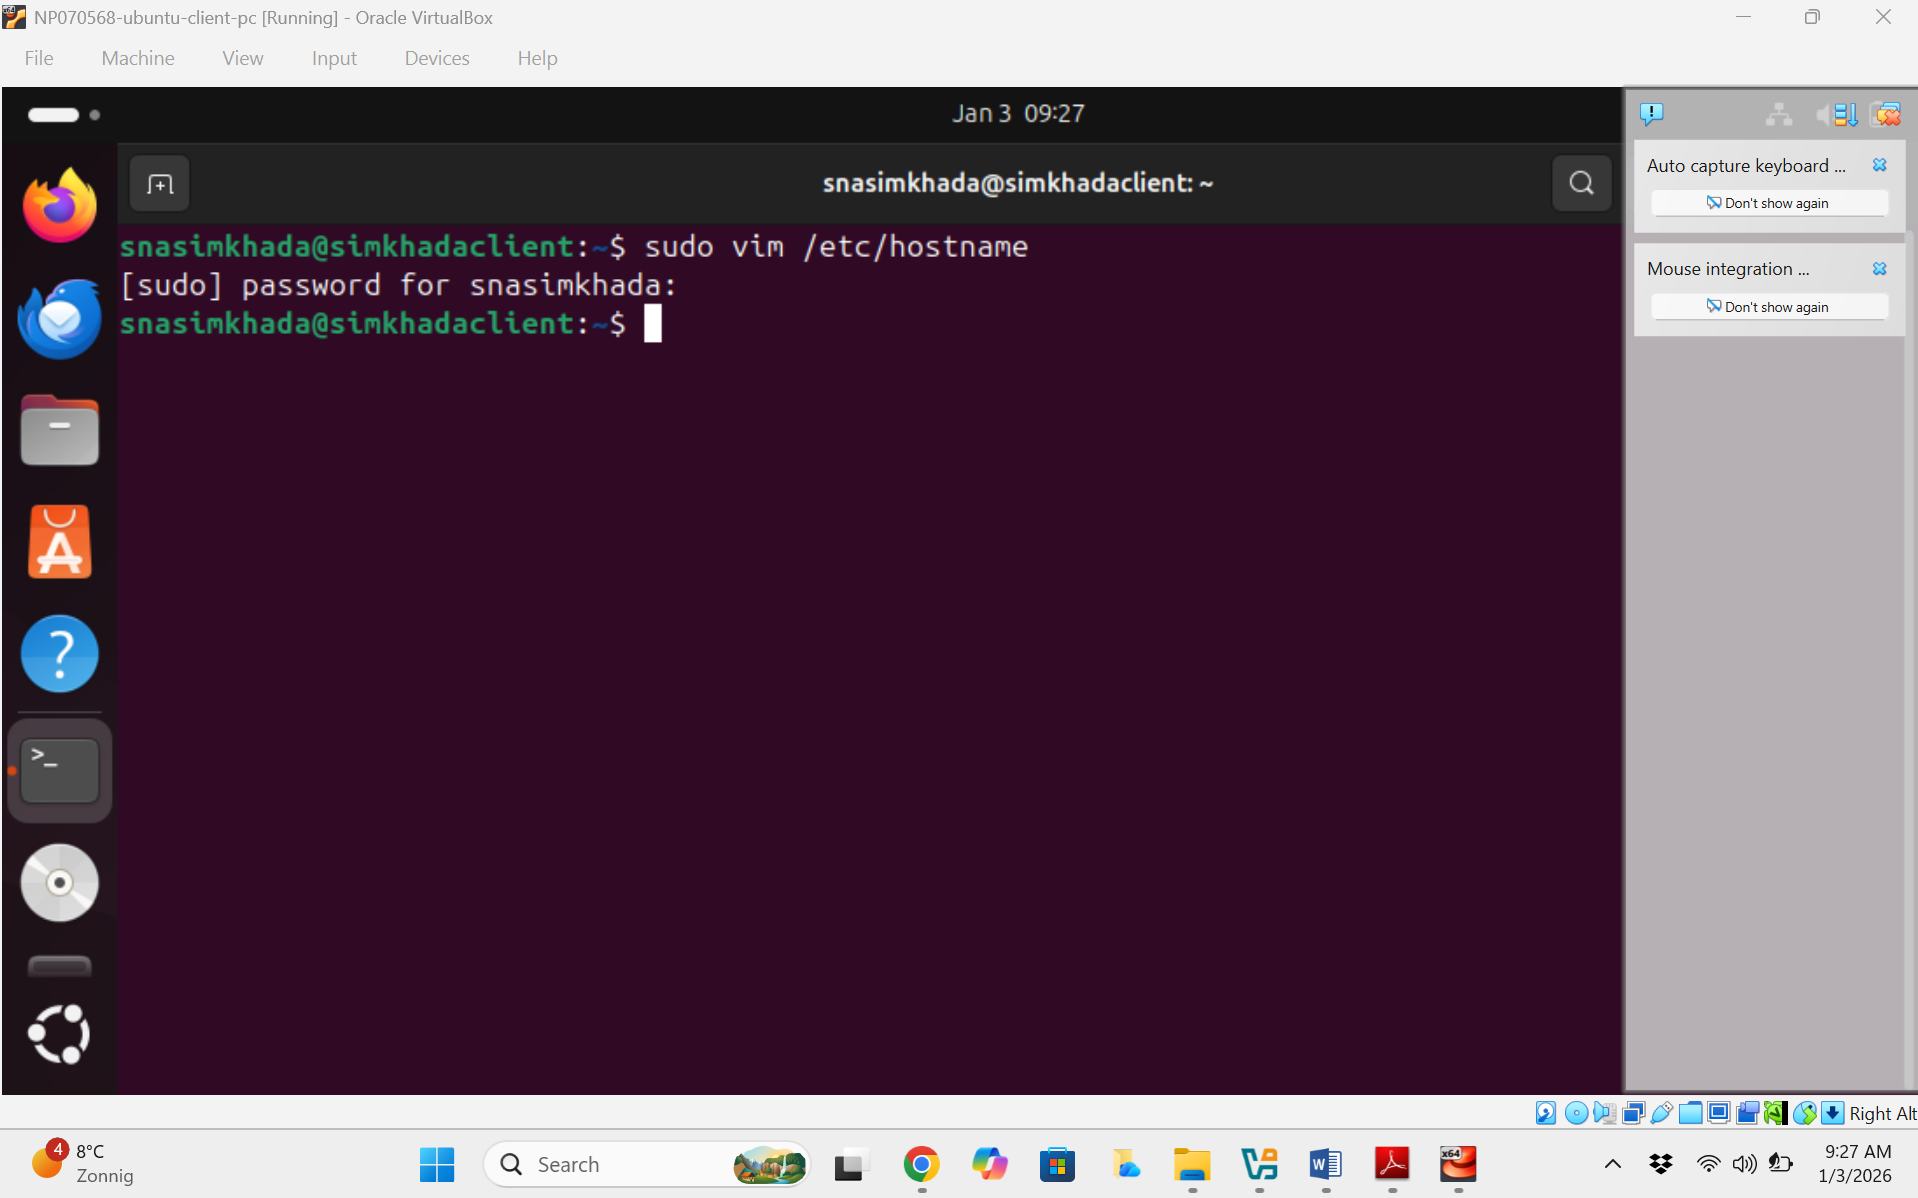 NP070568-ubuntu-client-pc [Running] - Oracle VirtualBox
File Machine View Input Devices Help
Jan 3 09:27
snasimkhada@simkhadaclient: ~
snasimkhada@simkhadaclient:~$ sudo vim /etc/hostname
[sudo] password for snasimkhada:
snasimkhada@simkhadaclient:~$
Auto capture keyboard ...
Don't show again
Mouse integration ...
Don't show again
Right Alt
4
8°C
Zonnig
Search
x64
9:27 AM
1/3/2026